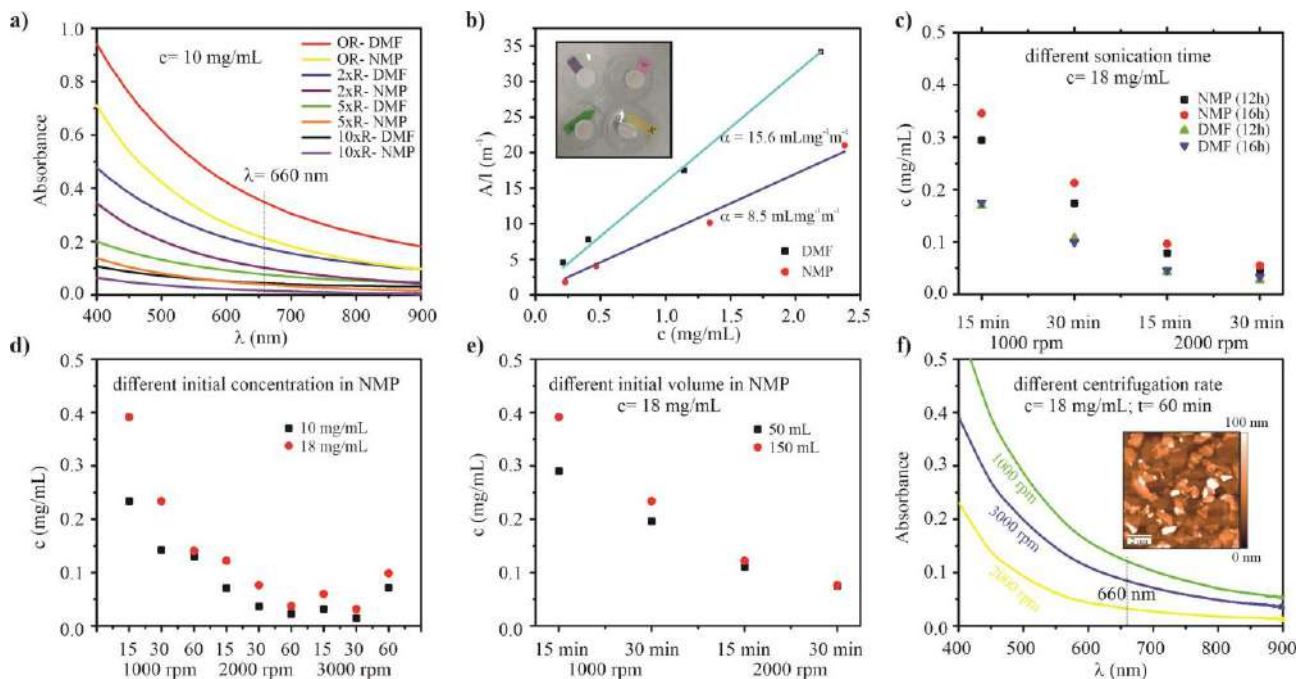 a)
c= 10 mg/mL
OR- DMF
OR- NMP
2xR- DMF
2xR- NMP
5xR- DMF
5xR- NMP
10xR- DMF
10xR- NMP
λ= 660 nm
Absorbance
1.0
0.8
0.6
0.4
0.2
0.0
400 500 600 700 800 900
λ (nm)
b)
A/l (m⁻¹)
35
30
25
20
15
10
5
0
α = 15.6 mLmg⁻¹m⁻¹
α = 8.5 mLmg⁻¹m⁻¹
DMF
NMP
0.0 0.5 1.0 1.5 2.0 2.5
c (mg/mL)
c)
different sonication time
c= 18 mg/mL
NMP (12h)
NMP (16h)
DMF (12h)
DMF (16h)
c (mg/mL)
0.5
0.4
0.3
0.2
0.1
0.0
15 min 30 min 15 min 30 min
1000 rpm 2000 rpm
d)
different initial concentration in NMP
10 mg/mL
18 mg/mL
c (mg/mL)
0.5
0.4
0.3
0.2
0.1
0.0
15 30 60 15 30 60 15 30 60
1000 rpm 2000 rpm 3000 rpm
e)
different initial volume in NMP
c= 18 mg/mL
50 mL
150 mL
c (mg/mL)
0.5
0.4
0.3
0.2
0.1
0.0
15 min 30 min 15 min 30 min
1000 rpm 2000 rpm
f)
different centrifugation rate
c= 18 mg/mL; t= 60 min
100 nm
0 nm
1000 rpm
3000 rpm
2000 rpm
660 nm
Absorbance
0.5
0.4
0.3
0.2
0.1
0.0
400 500 600 700 800 900
λ (nm)